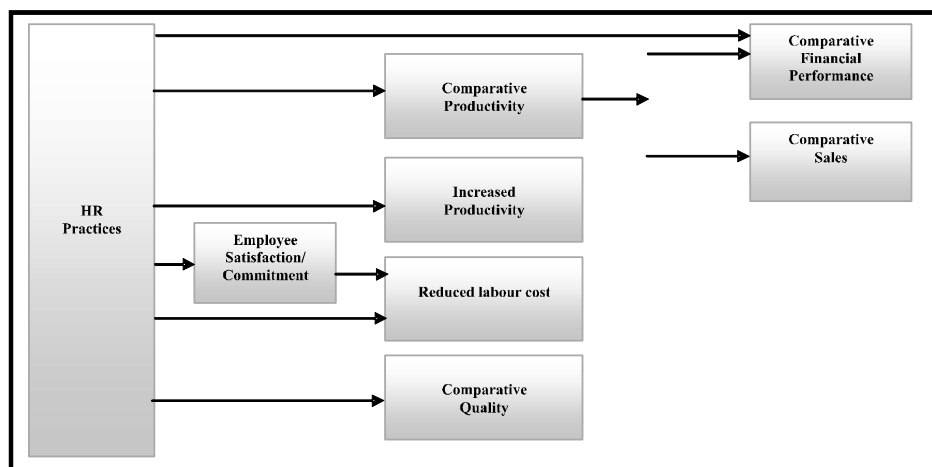 HR
Practices
Employee
Satisfaction/
Commitment
Comparative
Productivity
Increased
Productivity
Reduced labour cost
Comparative
Quality
Comparative
Financial
Performance
Comparative
Sales